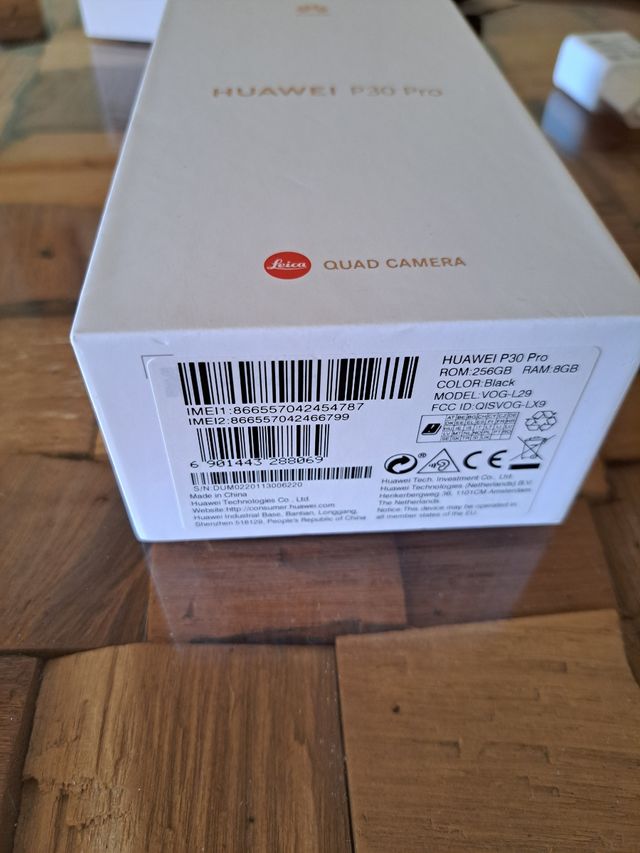 HUAWEI P30 Pro
Leica QUAD CAMERA
IMEI1:866557042454787
IMEI2:866557042466799
6 901443 288069
S/N:DUM0220113006220
Made in China
Huawei Technologies Co., Ltd.
Website:http://consumer.huawei.com
Huawei Industrial Base, Bantian, Longgang,
Shenzhen 518129, People's Republic of China
HUAWEI P30 Pro
ROM:256GB RAM:8GB
COLOR:Black
MODEL:VOG-L29
FCC ID:QISVOG-LX9
CE
Huawei Tech. Investment Co., Ltd.
Huawei Technologies (Netherlands) B.V.
Herikerbergweg 36, 1101CM Amsterdam,
The Netherlands.
Notice:This device may be operated in
all member states of the EU.